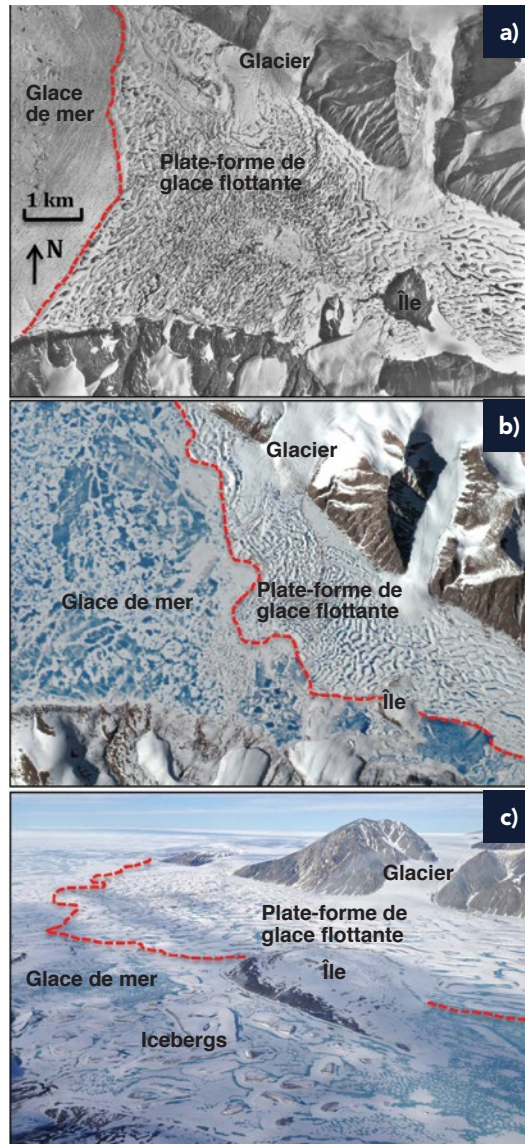 a)
Glacier
Glace
de mer
Plate-forme de
glace flottante
1 km
N
Île
b)
Glacier
Glace de mer
Plate-forme de
glace flottante
Île
c)
Glacier
Plate-forme de
glace flottante
Glace de mer
Île
Icebergs